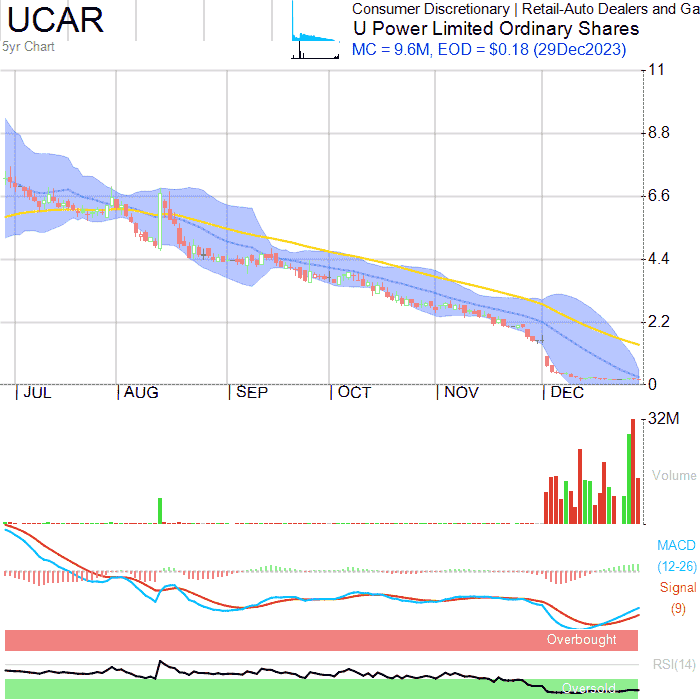 UCAR
5yr Chart
Consumer Discretionary | Retail-Auto Dealers and Ga
U Power Limited Ordinary Shares
MC = 9.6M, EOD = $0.18 (29Dec2023)
11
8.8
6.6
4.4
2.2
0
JUL AUG SEP OCT NOV DEC
32M
Volume
MACD
(12-26)
Signal
(9)
Overbought
RSI(14)
Oversold